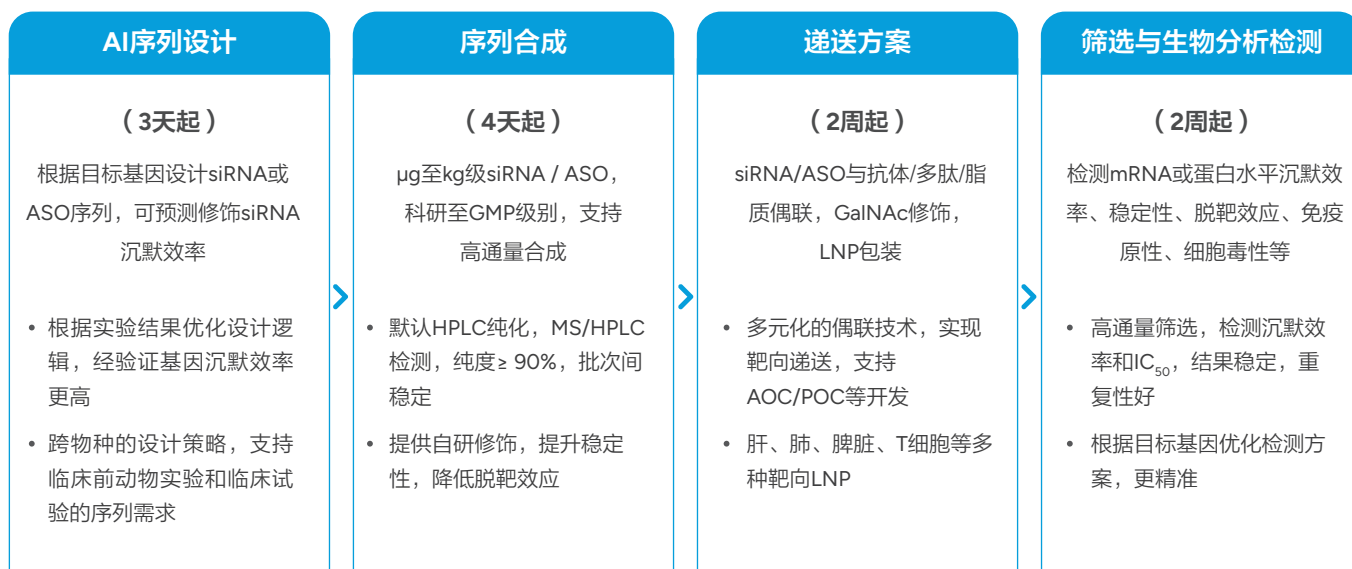 AI序列设计
（3天起）
根据目标基因设计siRNA或
ASO序列，可预测修饰siRNA
沉默效率
• 根据实验结果优化设计逻
辑，经验证基因沉默效率
更高
• 跨物种的设计策略，支持
临床前动物实验和临床试
验的序列需求
序列合成
（4天起）
μg至kg级siRNA / ASO，
科研至GMP级别，支持
高通量合成
• 默认HPLC纯化，MS/HPLC
检测，纯度≥ 90%，批次间
稳定
• 提供自研修饰，提升稳定
性，降低脱靶效应
递送方案
（2周起）
siRNA/ASO与抗体/多肽/脂
质偶联，GalNAc修饰，
LNP包装
• 多元化的偶联技术，实现
靶向递送，支持
AOC/POC等开发
• 肝、肺、脾脏、T细胞等多
种靶向LNP
筛选与生物分析检测
（2周起）
检测mRNA或蛋白水平沉默效
率、稳定性、脱靶效应、免疫
原性、细胞毒性等
• 高通量筛选，检测沉默效
率和IC₅₀，结果稳定，重
复性好
• 根据目标基因优化检测方
案，更精准